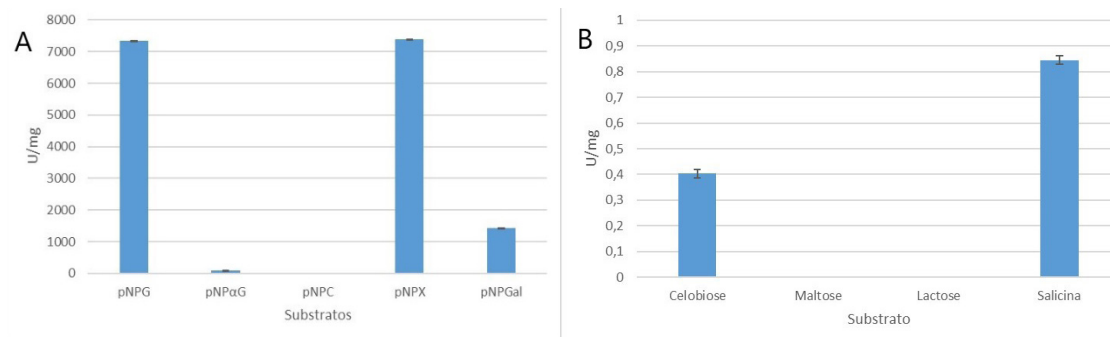 A
8000
7000
6000
5000
4000
3000
2000
1000
0
U/mg
pNPG pNPαG pNPC pNPX pNPGal
Substratos
B
1
0,9
0,8
0,7
0,6
0,5
0,4
0,3
0,2
0,1
0
U/mg
Celobiose Maltose Lactose Salicina
Substrato